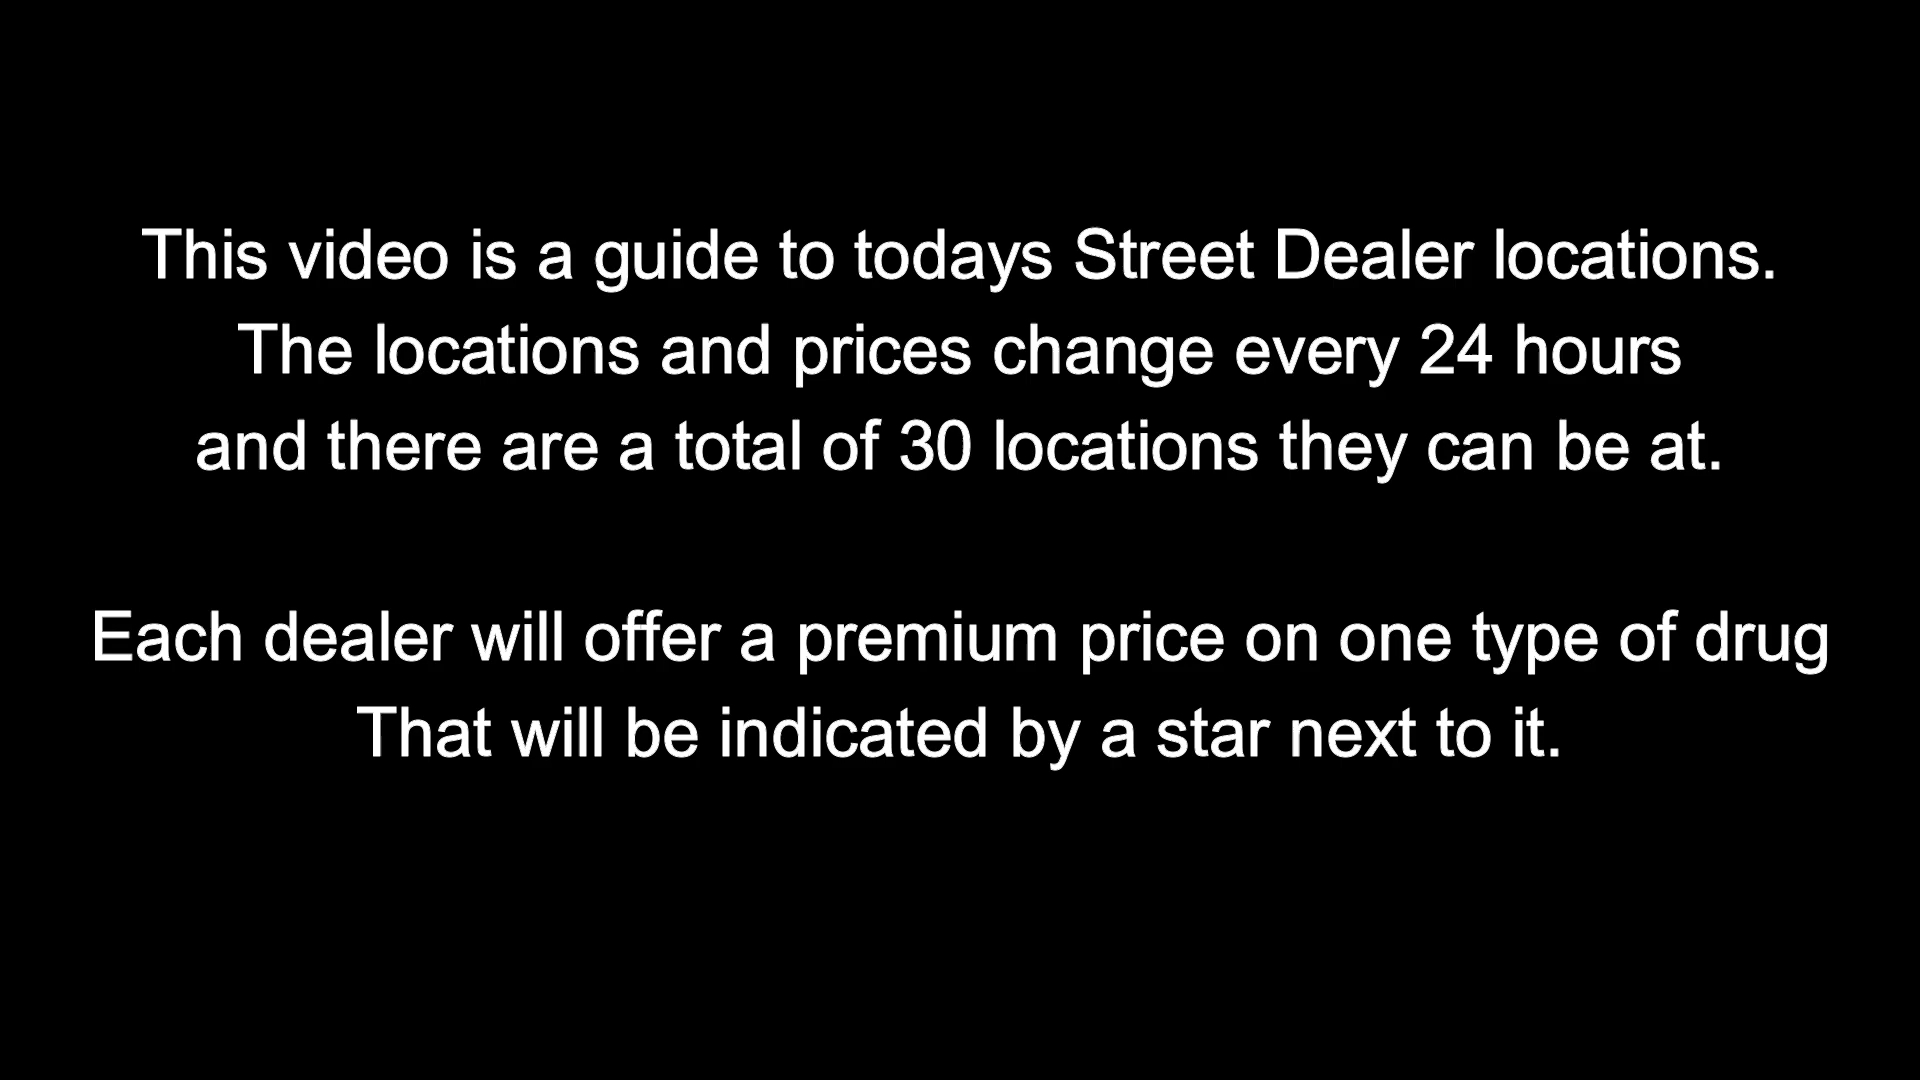 This video is a guide to todays Street Dealer locations.
The locations and prices change every 24 hours
and there are a total of 30 locations they can be at.
Each dealer will offer a premium price on one type of drug
That will be indicated by a star next to it.